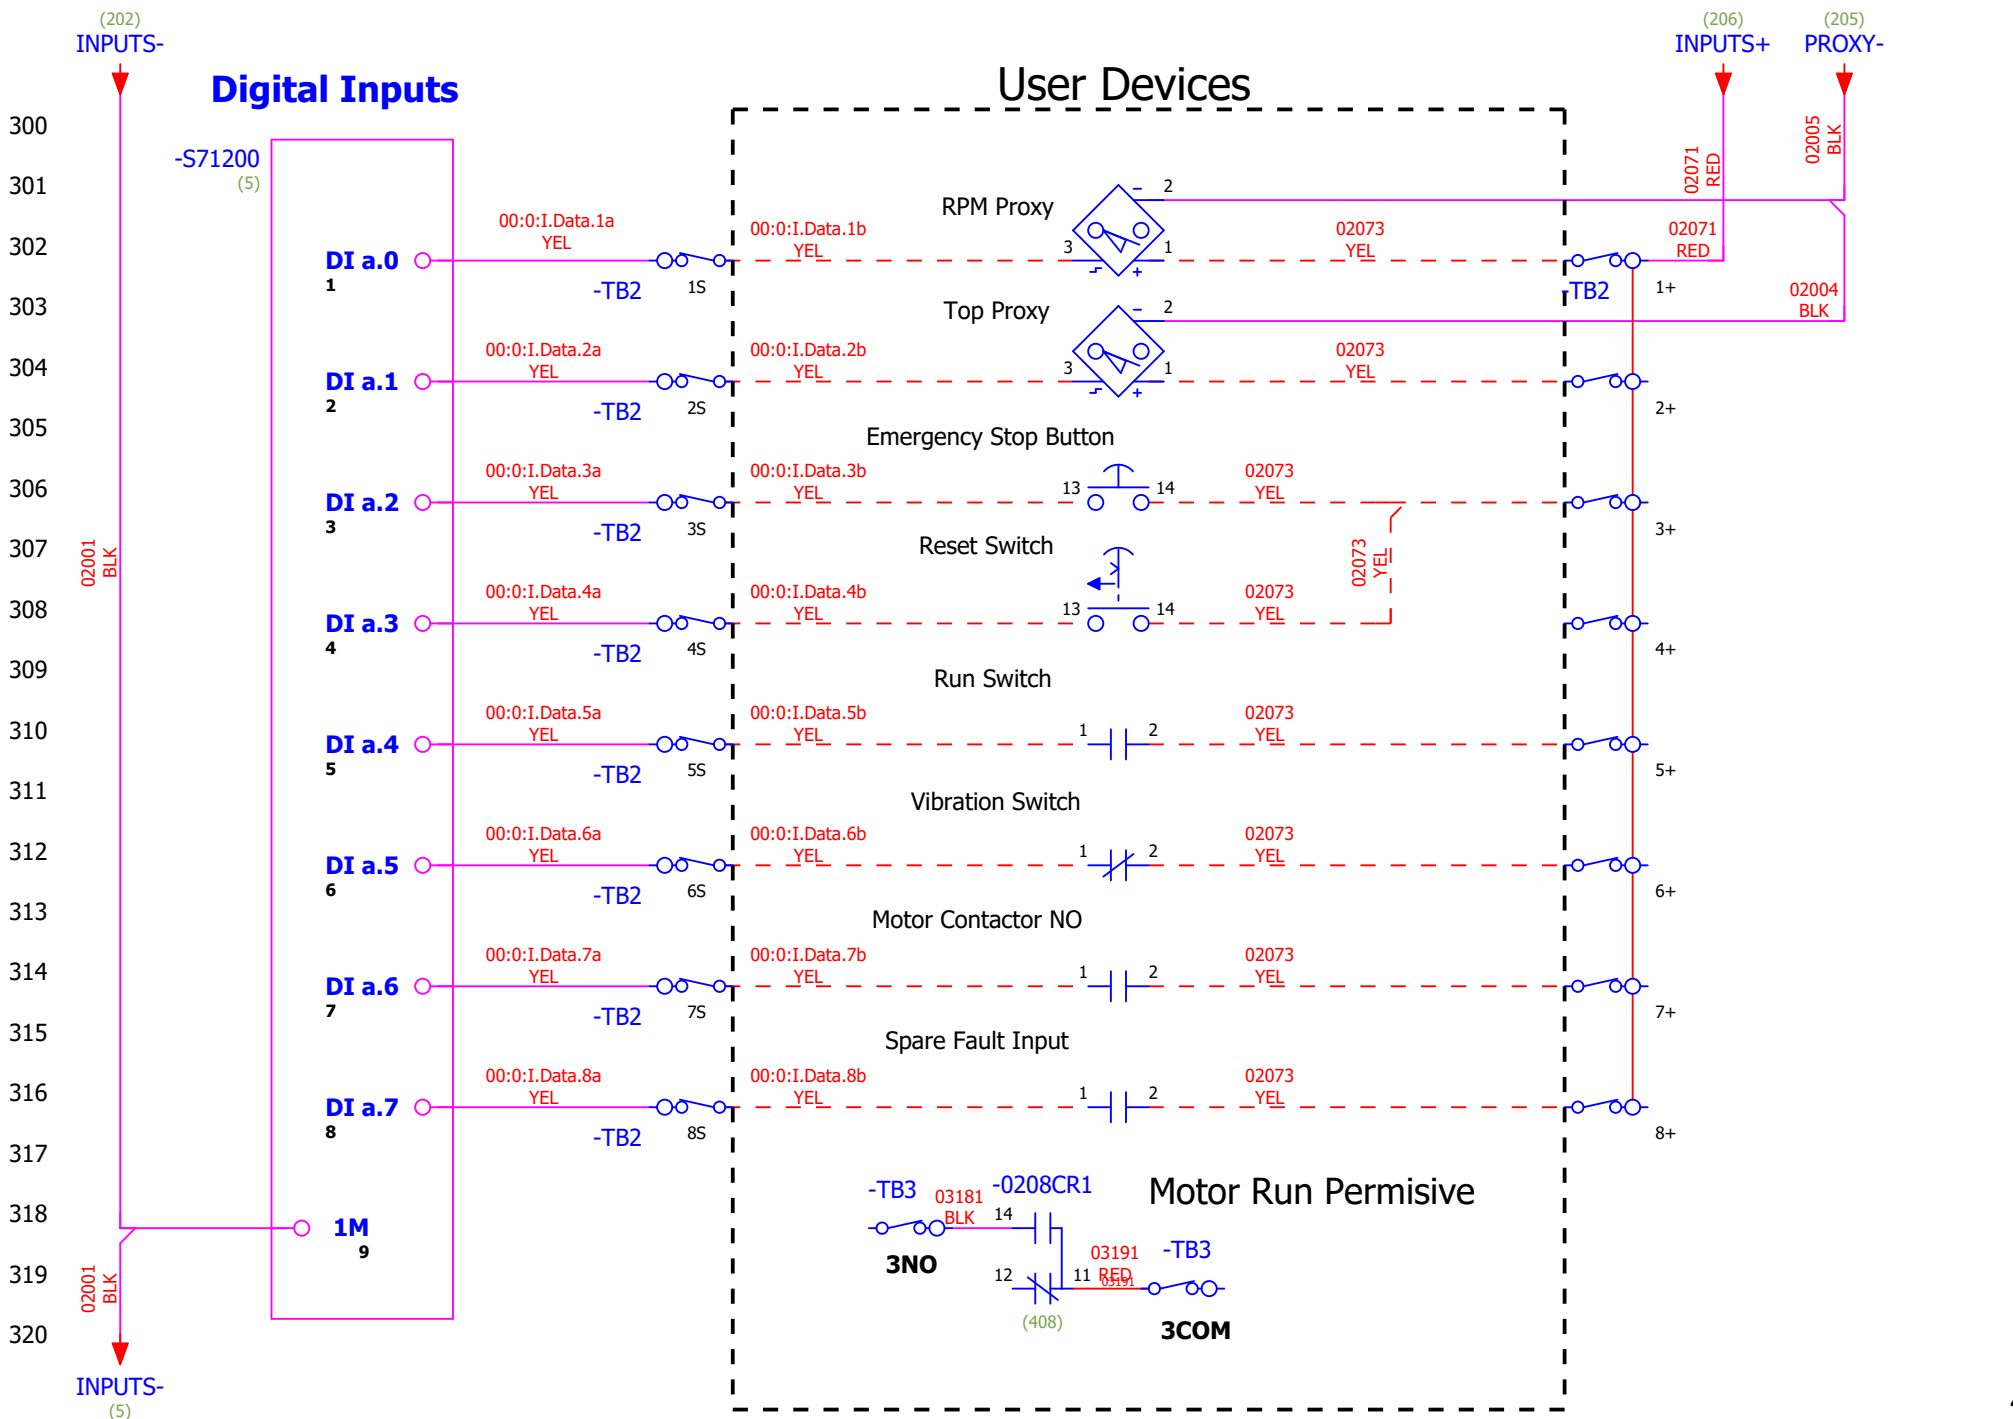 (202)
INPUTS-
(206)
INPUTS+
(205)
PROXY-
Digital Inputs
User Devices
300
02005
BLK
-S71200
(5)
02071
RED
301
RPM Proxy
2
-
302
00:0:I.Data.1a
YEL
00:0:I.Data.1b
YEL
3
1
+
02073
YEL
02071
RED
DI a.0
1
-TB2
1S
-TB2
1+
303
Top Proxy
2
-
02004
BLK
304
00:0:I.Data.2a
YEL
00:0:I.Data.2b
YEL
3
1
+
02073
YEL
DI a.1
2
-TB2
2S
2+
305
Emergency Stop Button
306
00:0:I.Data.3a
YEL
00:0:I.Data.3b
YEL
13
14
02073
YEL
DI a.2
3
-TB2
3S
3+
307
02001
BLK
Reset Switch
02073
YEL
308
00:0:I.Data.4a
YEL
00:0:I.Data.4b
YEL
13
14
02073
YEL
DI a.3
4
-TB2
4S
4+
309
Run Switch
310
00:0:I.Data.5a
YEL
00:0:I.Data.5b
YEL
1
2
02073
YEL
DI a.4
5
-TB2
5S
5+
311
Vibration Switch
312
00:0:I.Data.6a
YEL
00:0:I.Data.6b
YEL
1
2
02073
YEL
DI a.5
6
-TB2
6S
6+
313
Motor Contactor NO
314
00:0:I.Data.7a
YEL
00:0:I.Data.7b
YEL
1
2
02073
YEL
DI a.6
7
-TB2
7S
7+
315
Spare Fault Input
316
00:0:I.Data.8a
YEL
00:0:I.Data.8b
YEL
1
2
02073
YEL
DI a.7
8
-TB2
8S
8+
317
-TB3
03181
BLK
-0208CR1
Motor Run Permisive
318
1M
9
14
3NO
319
02001
BLK
12
11
03191
RED
03191
-TB3
320
(408)
3COM
INPUTS-
(5)